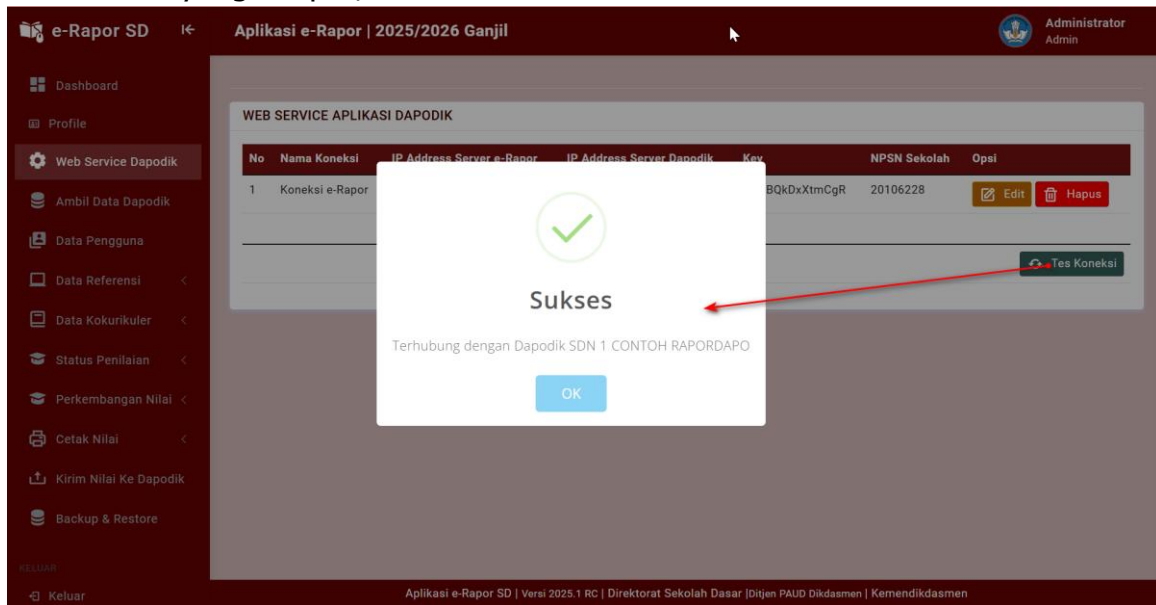 e-Rapor SD
Aplikasi e-Rapor | 2025/2026 Ganjil
Administrator
Admin
Dashboard
Profile
Web Service Dapodik
Ambil Data Dapodik
Data Pengguna
Data Referensi
Data Kokurikuler
Status Penilaian
Perkembangan Nilai
Cetak Nilai
Kirim Nilai Ke Dapodik
Backup & Restore
KELUAR
Keluar
WEB SERVICE APLIKASI DAPODIK
No Nama Koneksi IP Address Server e-Rapor IP Address Server Dapodik Key NPSN Sekolah Opsi
1 Koneksi e-Rapor BQkDxXtmCgR 20106228 Edit Hapus
Tes Koneksi
Sukses
Terhubung dengan Dapodik SDN 1 CONTOH RAPORDAPO
OK
Aplikasi e-Rapor SD | Versi 2025.1 RC | Direktorat Sekolah Dasar |Ditjen PAUD Dikdasmen | Kemendikdasmen